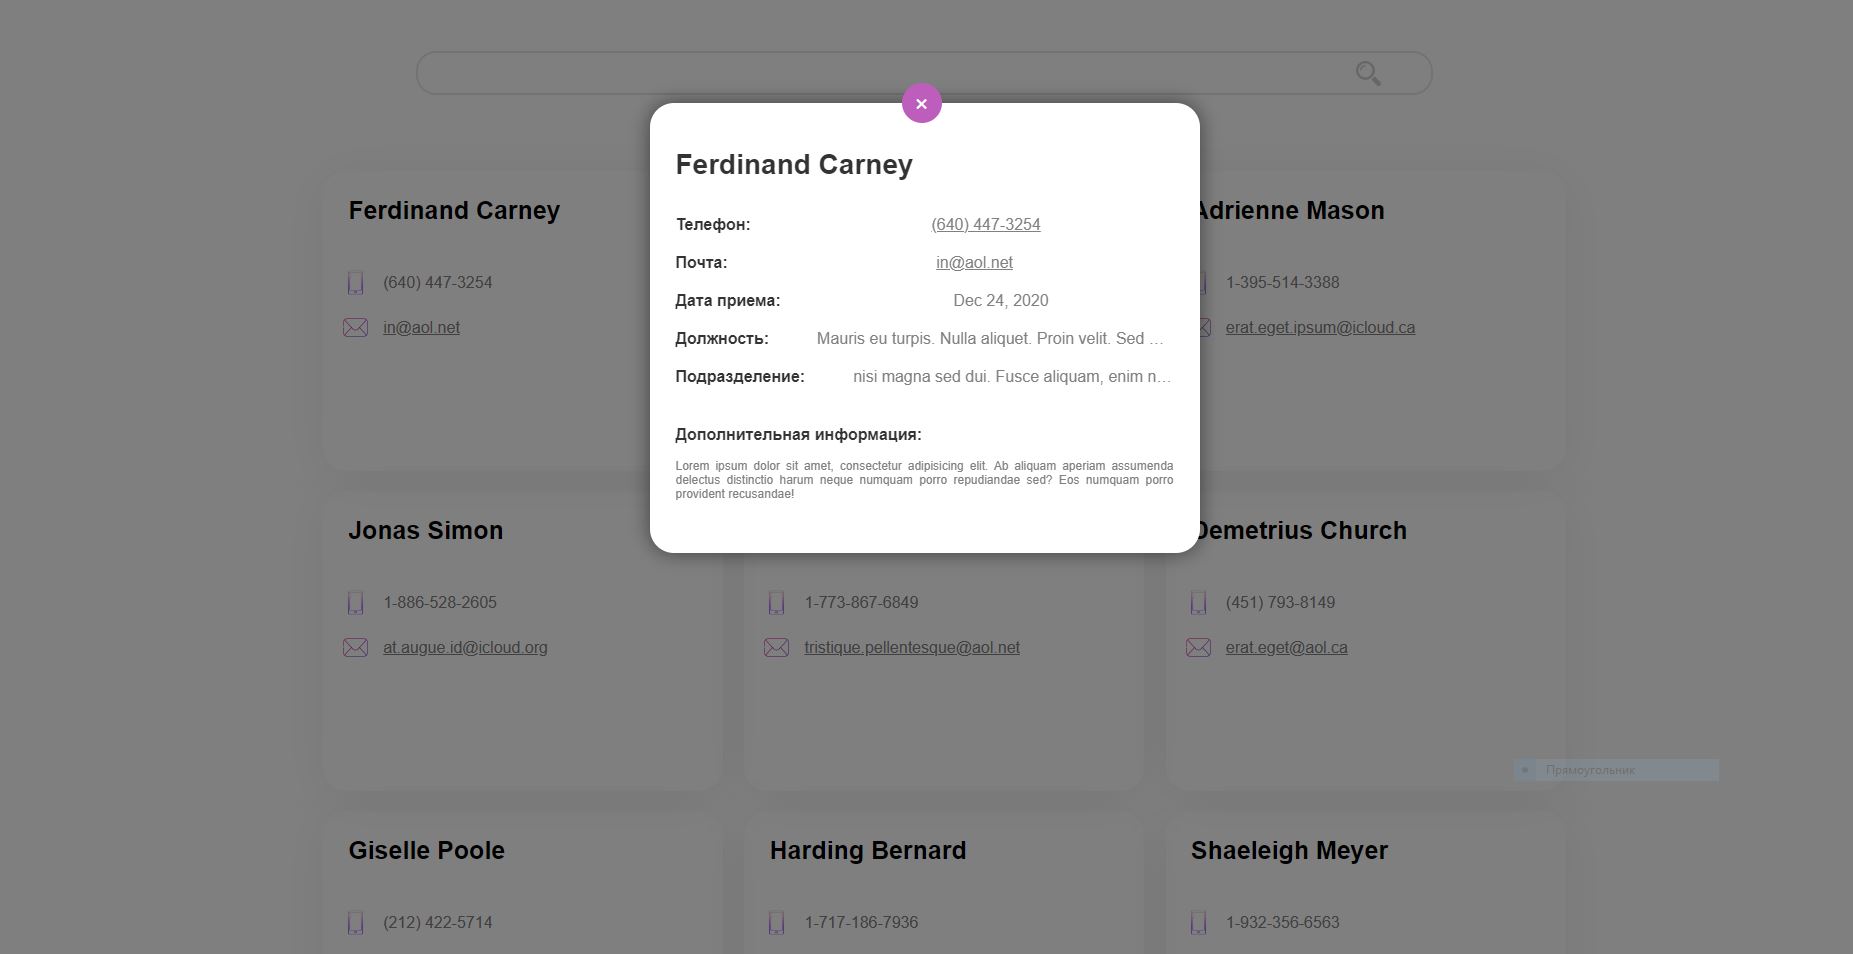 ×
Ferdinand Carney
Телефон: (640) 447-3254
Почта: in@aol.net
Дата приема: Dec 24, 2020
Должность: Mauris eu turpis. Nulla aliquet. Proin velit. Sed …
Подразделение: nisi magna sed dui. Fusce aliquam, enim n…
Дополнительная информация:
Lorem ipsum dolor sit amet, consectetur adipisicing elit. Ab aliquam aperiam assumenda
delectus distinctio harum neque numquam porro repudiandae sed? Eos numquam porro
provident recusandae!
Ferdinand Carney
(640) 447-3254
in@aol.net
Adrienne Mason
1-395-514-3388
erat.eget.ipsum@icloud.ca
Jonas Simon
1-886-528-2605
at.augue.id@icloud.org
1-773-867-6849
tristique.pellentesque@aol.net
Demetrius Church
(451) 793-8149
erat.eget@aol.ca
Прямоугольник
Giselle Poole
(212) 422-5714
Harding Bernard
1-717-186-7936
Shaeleigh Meyer
1-932-356-6563